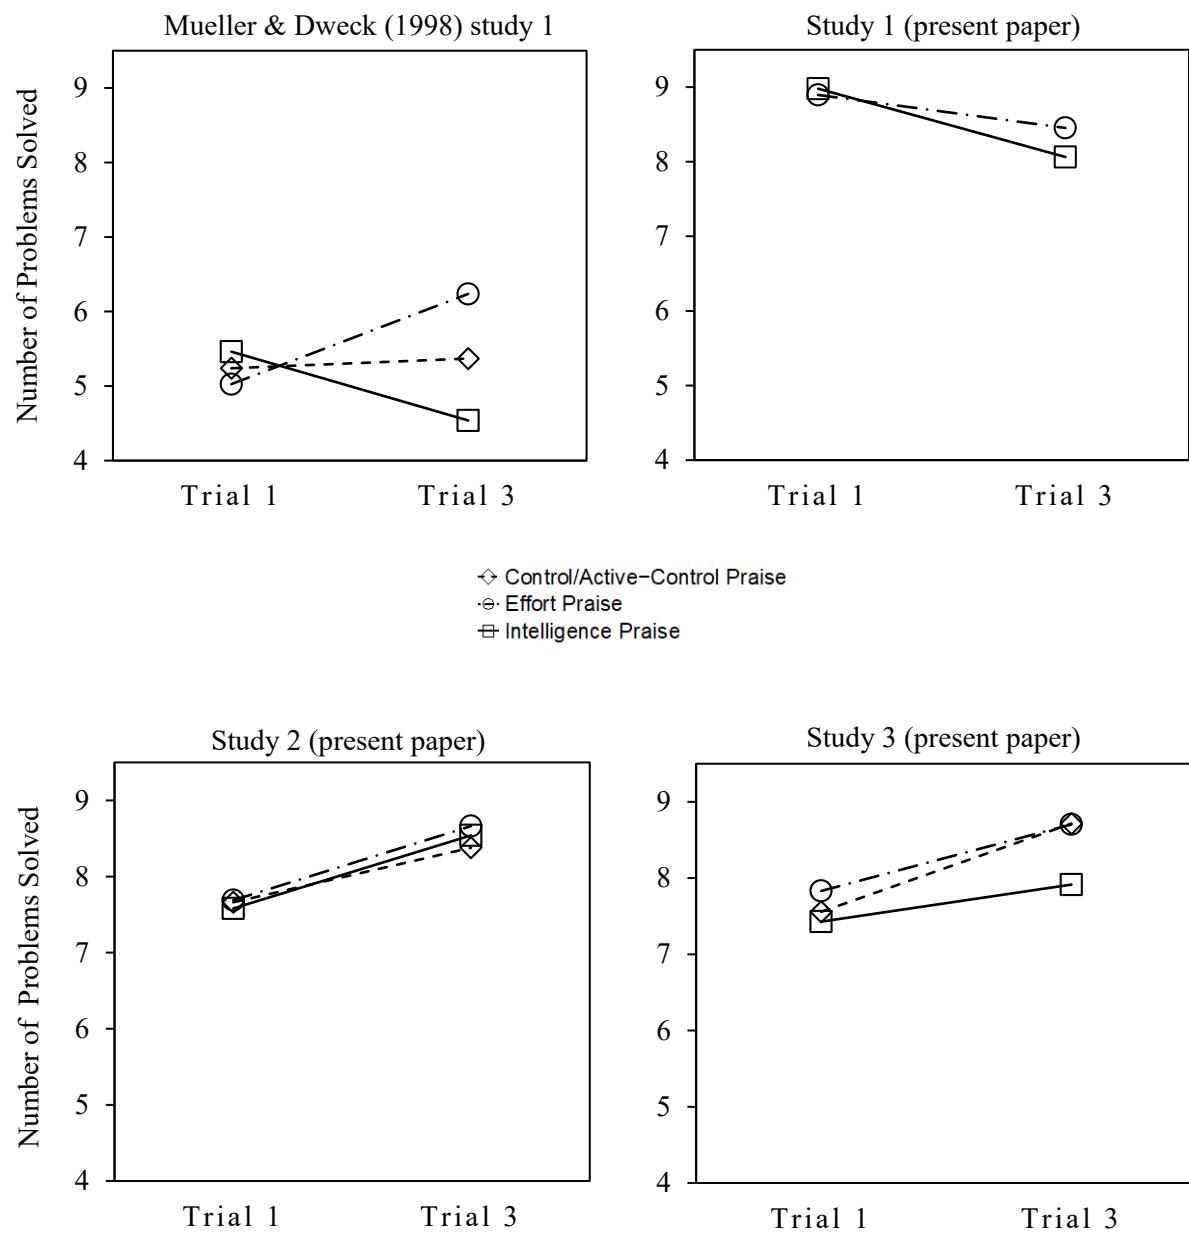 Mueller & Dweck (1998) study 1
Number of Problems Solved
9
8
7
6
5
4
Trial 1 Trial 3
Study 1 (present paper)
9
8
7
6
5
4
Trial 1 Trial 3
Control/Active−Control Praise
Effort Praise
Intelligence Praise
Study 2 (present paper)
Number of Problems Solved
9
8
7
6
5
4
Trial 1 Trial 3
Study 3 (present paper)
9
8
7
6
5
4
Trial 1 Trial 3